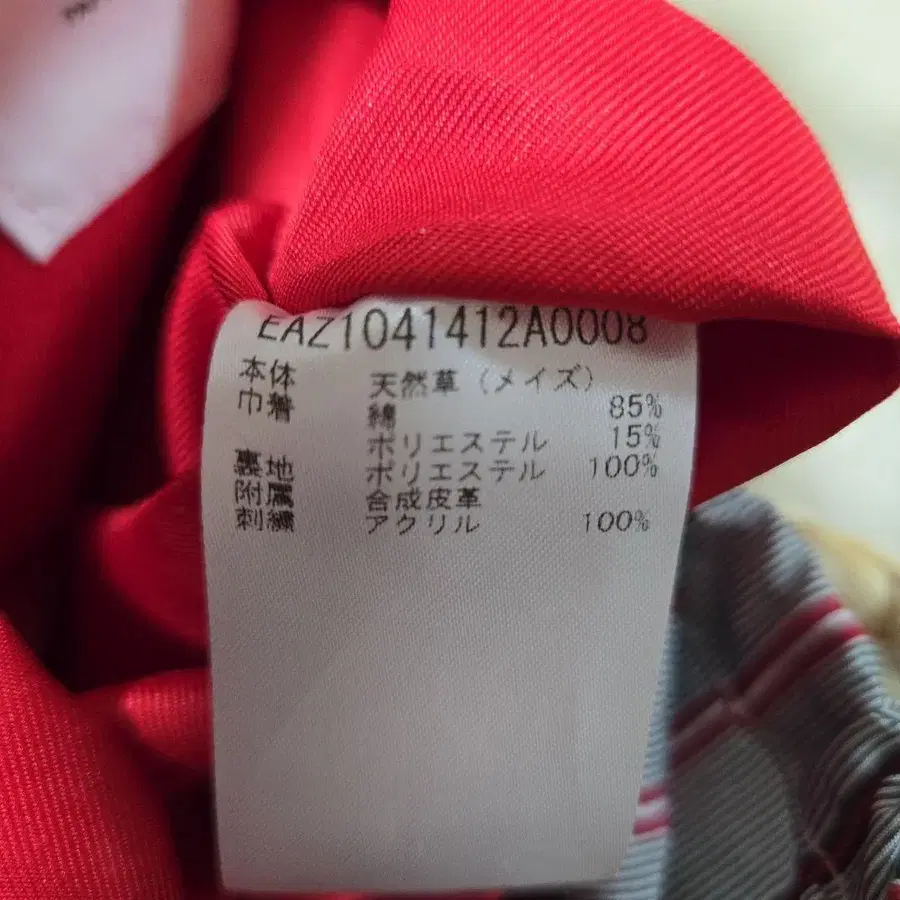 EAZ1041412A0008
本体 天然草（メイズ）
巾着 綿 85%
ポリエステル 15%
裏地 ポリエステル 100%
附属 合成皮革
刺繍 アクリル 100%